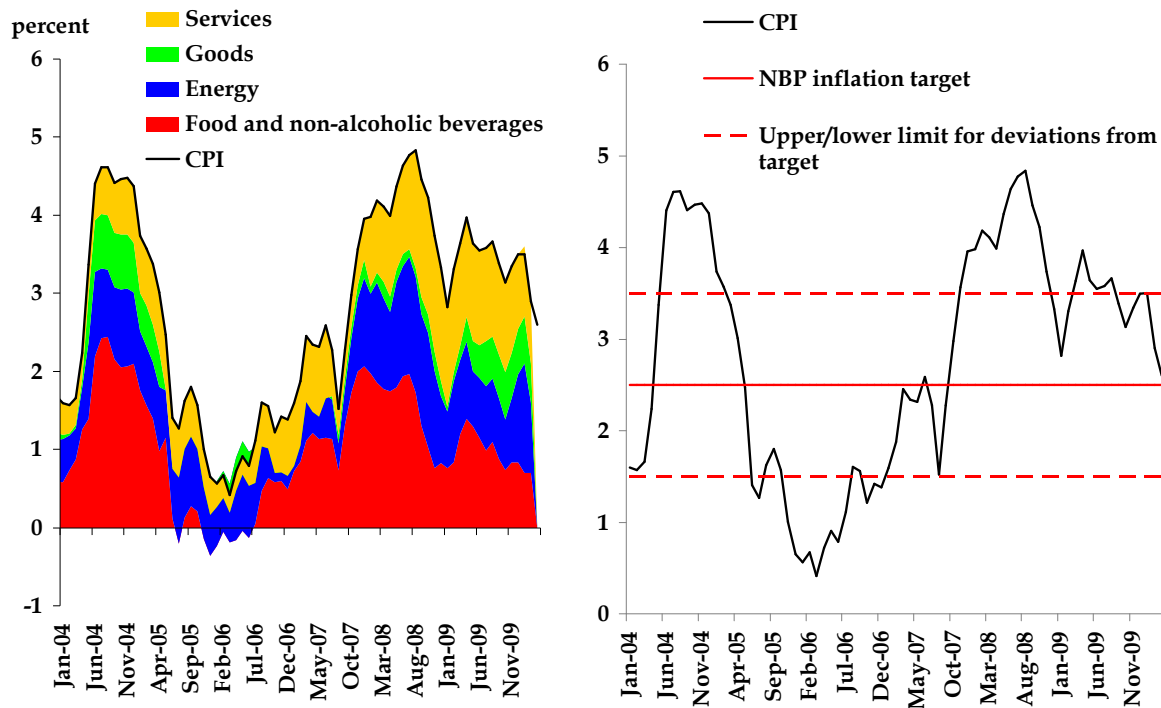 percent
Services
Goods
Energy
Food and non-alcoholic beverages
CPI
6
5
4
3
2
1
0
-1
Jan-04
Jun-04
Nov-04
Apr-05
Sep-05
Feb-06
Jul-06
Dec-06
May-07
Oct-07
Mar-08
Aug-08
Jan-09
Jun-09
Nov-09
CPI
NBP inflation target
Upper/lower limit for deviations from
target
6
5
4
3
2
1
0
Jan-04
Jun-04
Nov-04
Apr-05
Sep-05
Feb-06
Jul-06
Dec-06
May-07
Oct-07
Mar-08
Aug-08
Jan-09
Jun-09
Nov-09